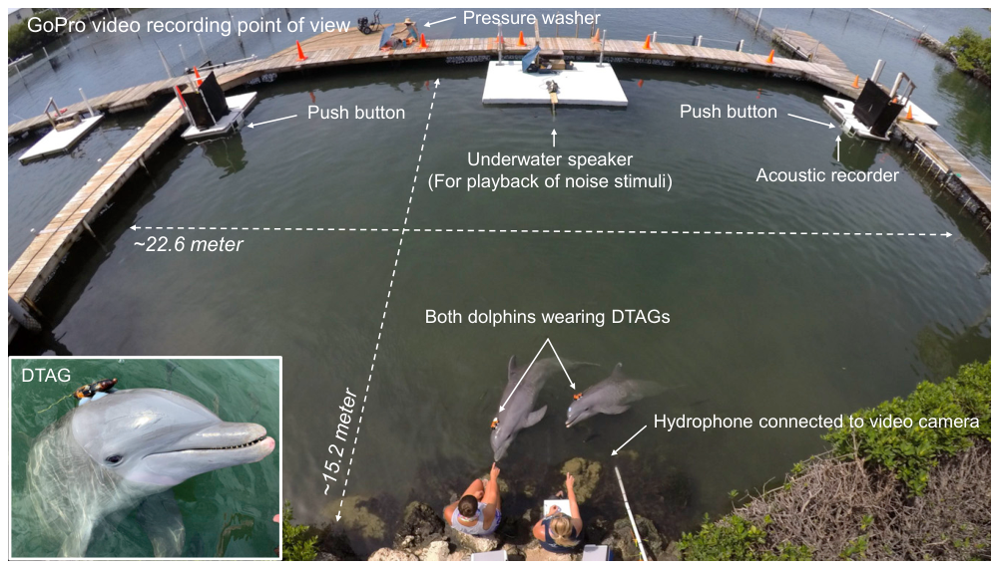 GoPro video recording point of view
Pressure washer
Push button
Push button
Underwater speaker
(For playback of noise stimuli)
Acoustic recorder
~22.6 meter
Both dolphins wearing DTAGs
DTAG
~15.2 meter
Hydrophone connected to video camera